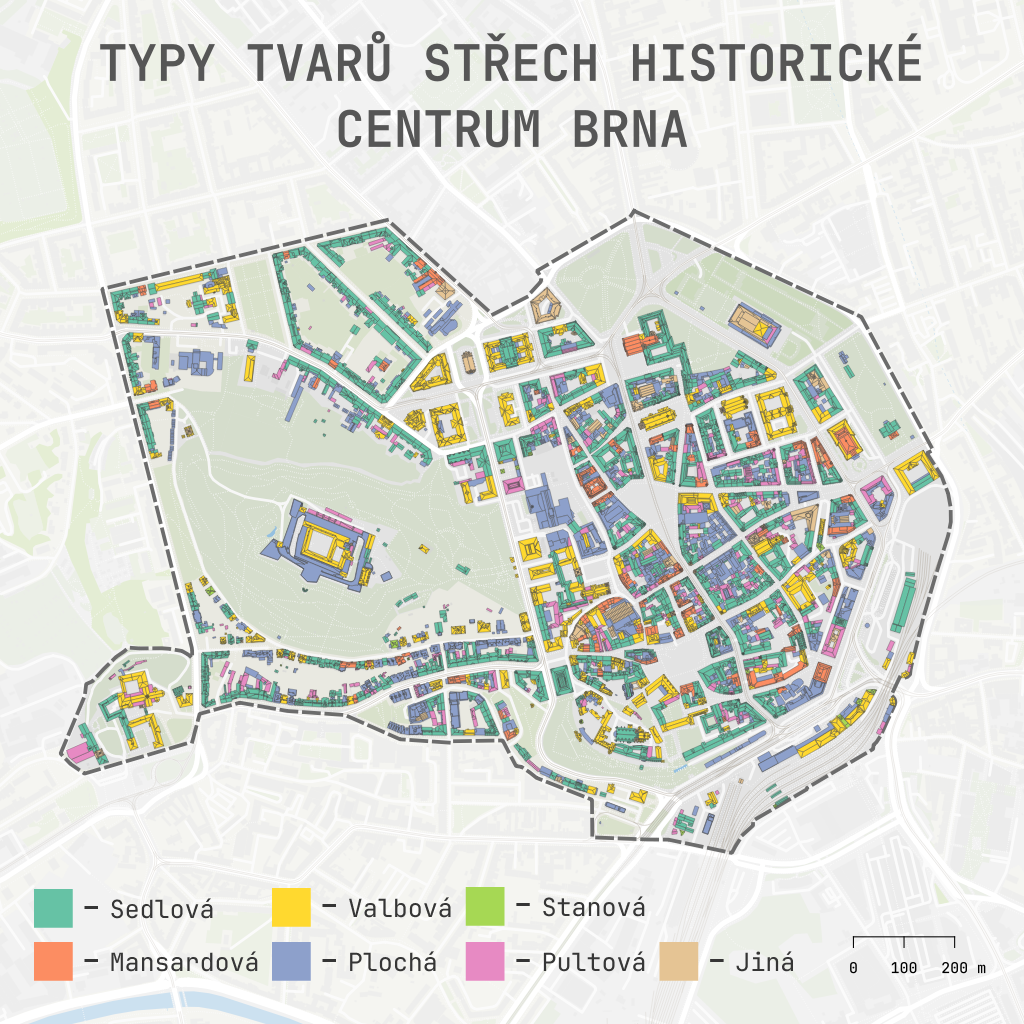 TYPY TVARŮ STŘECH HISTORICKÉ
CENTRUM BRNA
– Sedlová – Valbová – Stanová
– Mansardová – Plochá – Pultová – Jiná
0 100 200 m